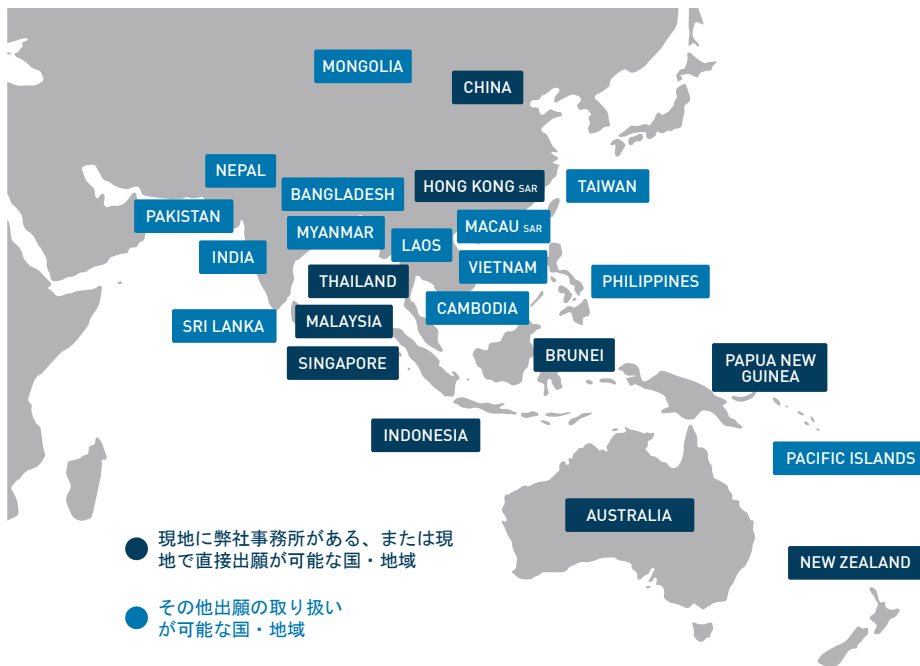 MONGOLIA
CHINA
NEPAL
BANGLADESH
HONG KONG SAR
TAIWAN
PAKISTAN
MYANMAR
LAOS
MACAU SAR
INDIA
VIETNAM
THAILAND
PHILIPPINES
CAMBODIA
SRI LANKA
MALAYSIA
SINGAPORE
BRUNEI
PAPUA NEW
GUINEA
INDONESIA
PACIFIC ISLANDS
AUSTRALIA
NEW ZEALAND
現地に弊社事務所がある、または現
地で直接出願が可能な国・地域
その他出願の取り扱い
が可能な国・地域